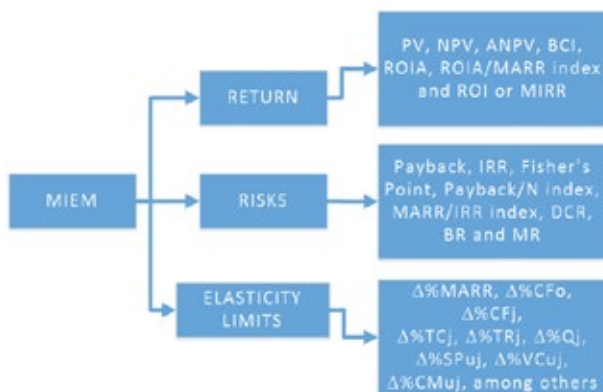 MIEM
RETURN
PV, NPV, ANPV, BCI,
ROIA, ROIA/MARR index
and ROI or MIRR
RISKS
Payback, IRR, Fisher's
Point, Payback/N index,
MARR/IRR index, DCR,
BR and MR
ELASTICITY
LIMITS
Δ%MARR, Δ%CFo,
Δ%CFj,
Δ%TCj, Δ%TRj, Δ%Qj,
Δ%SPuj, Δ%VCuj,
Δ%CMuj, among others